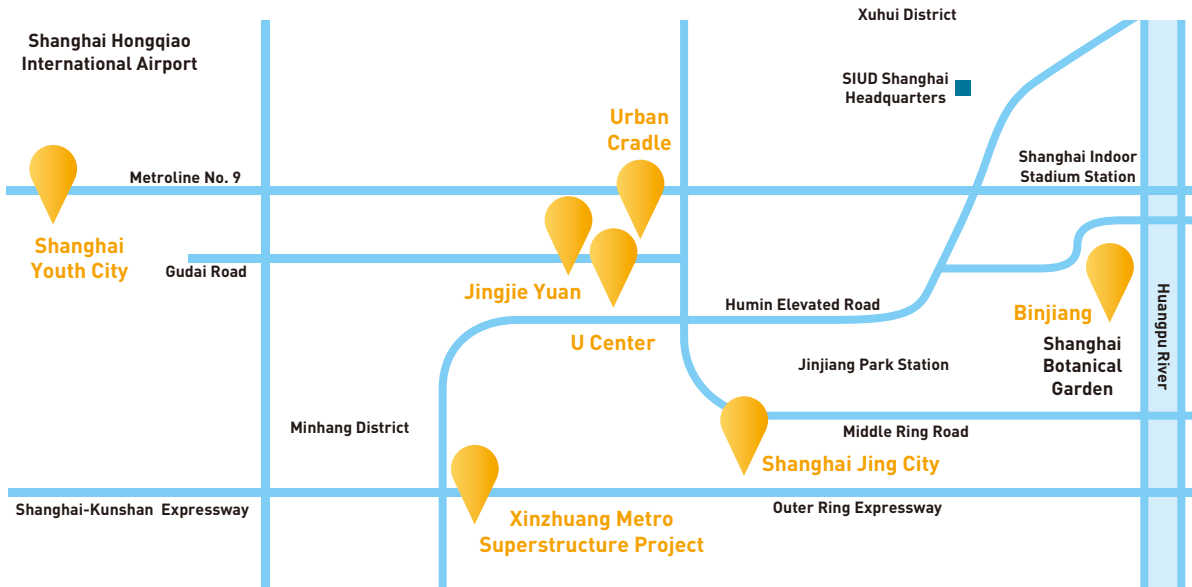 Xuhui District
Shanghai Hongqiao
International Airport
SIUD Shanghai
Headquarters
Urban
Cradle
Shanghai Indoor
Stadium Station
Metroline No. 9
Shanghai
Youth City
Gudai Road
Jingjie Yuan
U Center
Humin Elevated Road
Binjiang
Shanghai
Botanical
Garden
Huangpu River
Jinjiang Park Station
Minhang District
Middle Ring Road
Shanghai Jing City
Shanghai-Kunshan Expressway
Outer Ring Expressway
Xinzhuang Metro
Superstructure Project